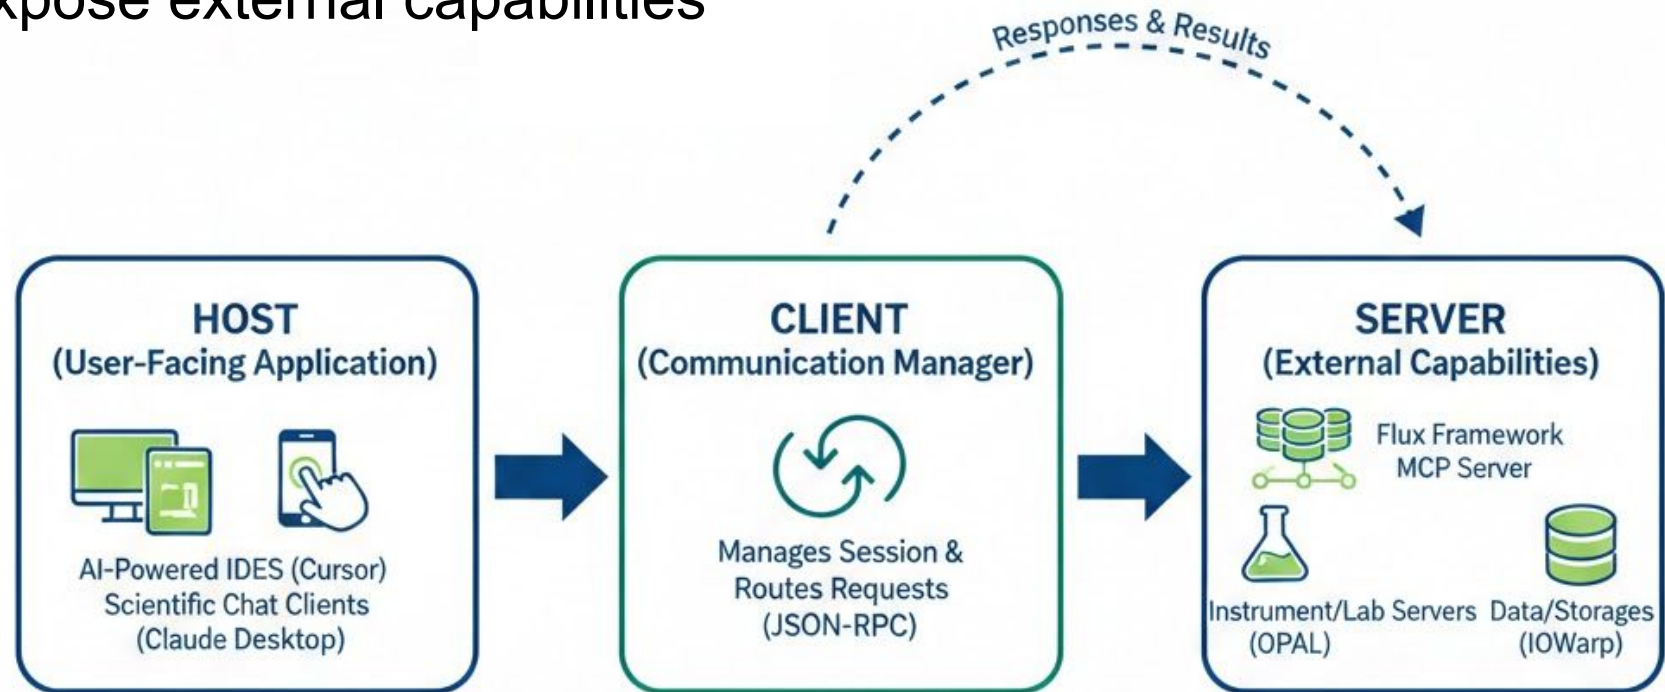 xpose external capabilities
Responses & Results
HOST
(User-Facing Application)
AI-Powered IDES (Cursor)
Scientific Chat Clients
(Claude Desktop)
CLIENT
(Communication Manager)
Manages Session &
Routes Requests
(JSON-RPC)
SERVER
(External Capabilities)
Flux Framework
MCP Server
Instrument/Lab Servers
(OPAL)
Data/Storages
(IOWarp)